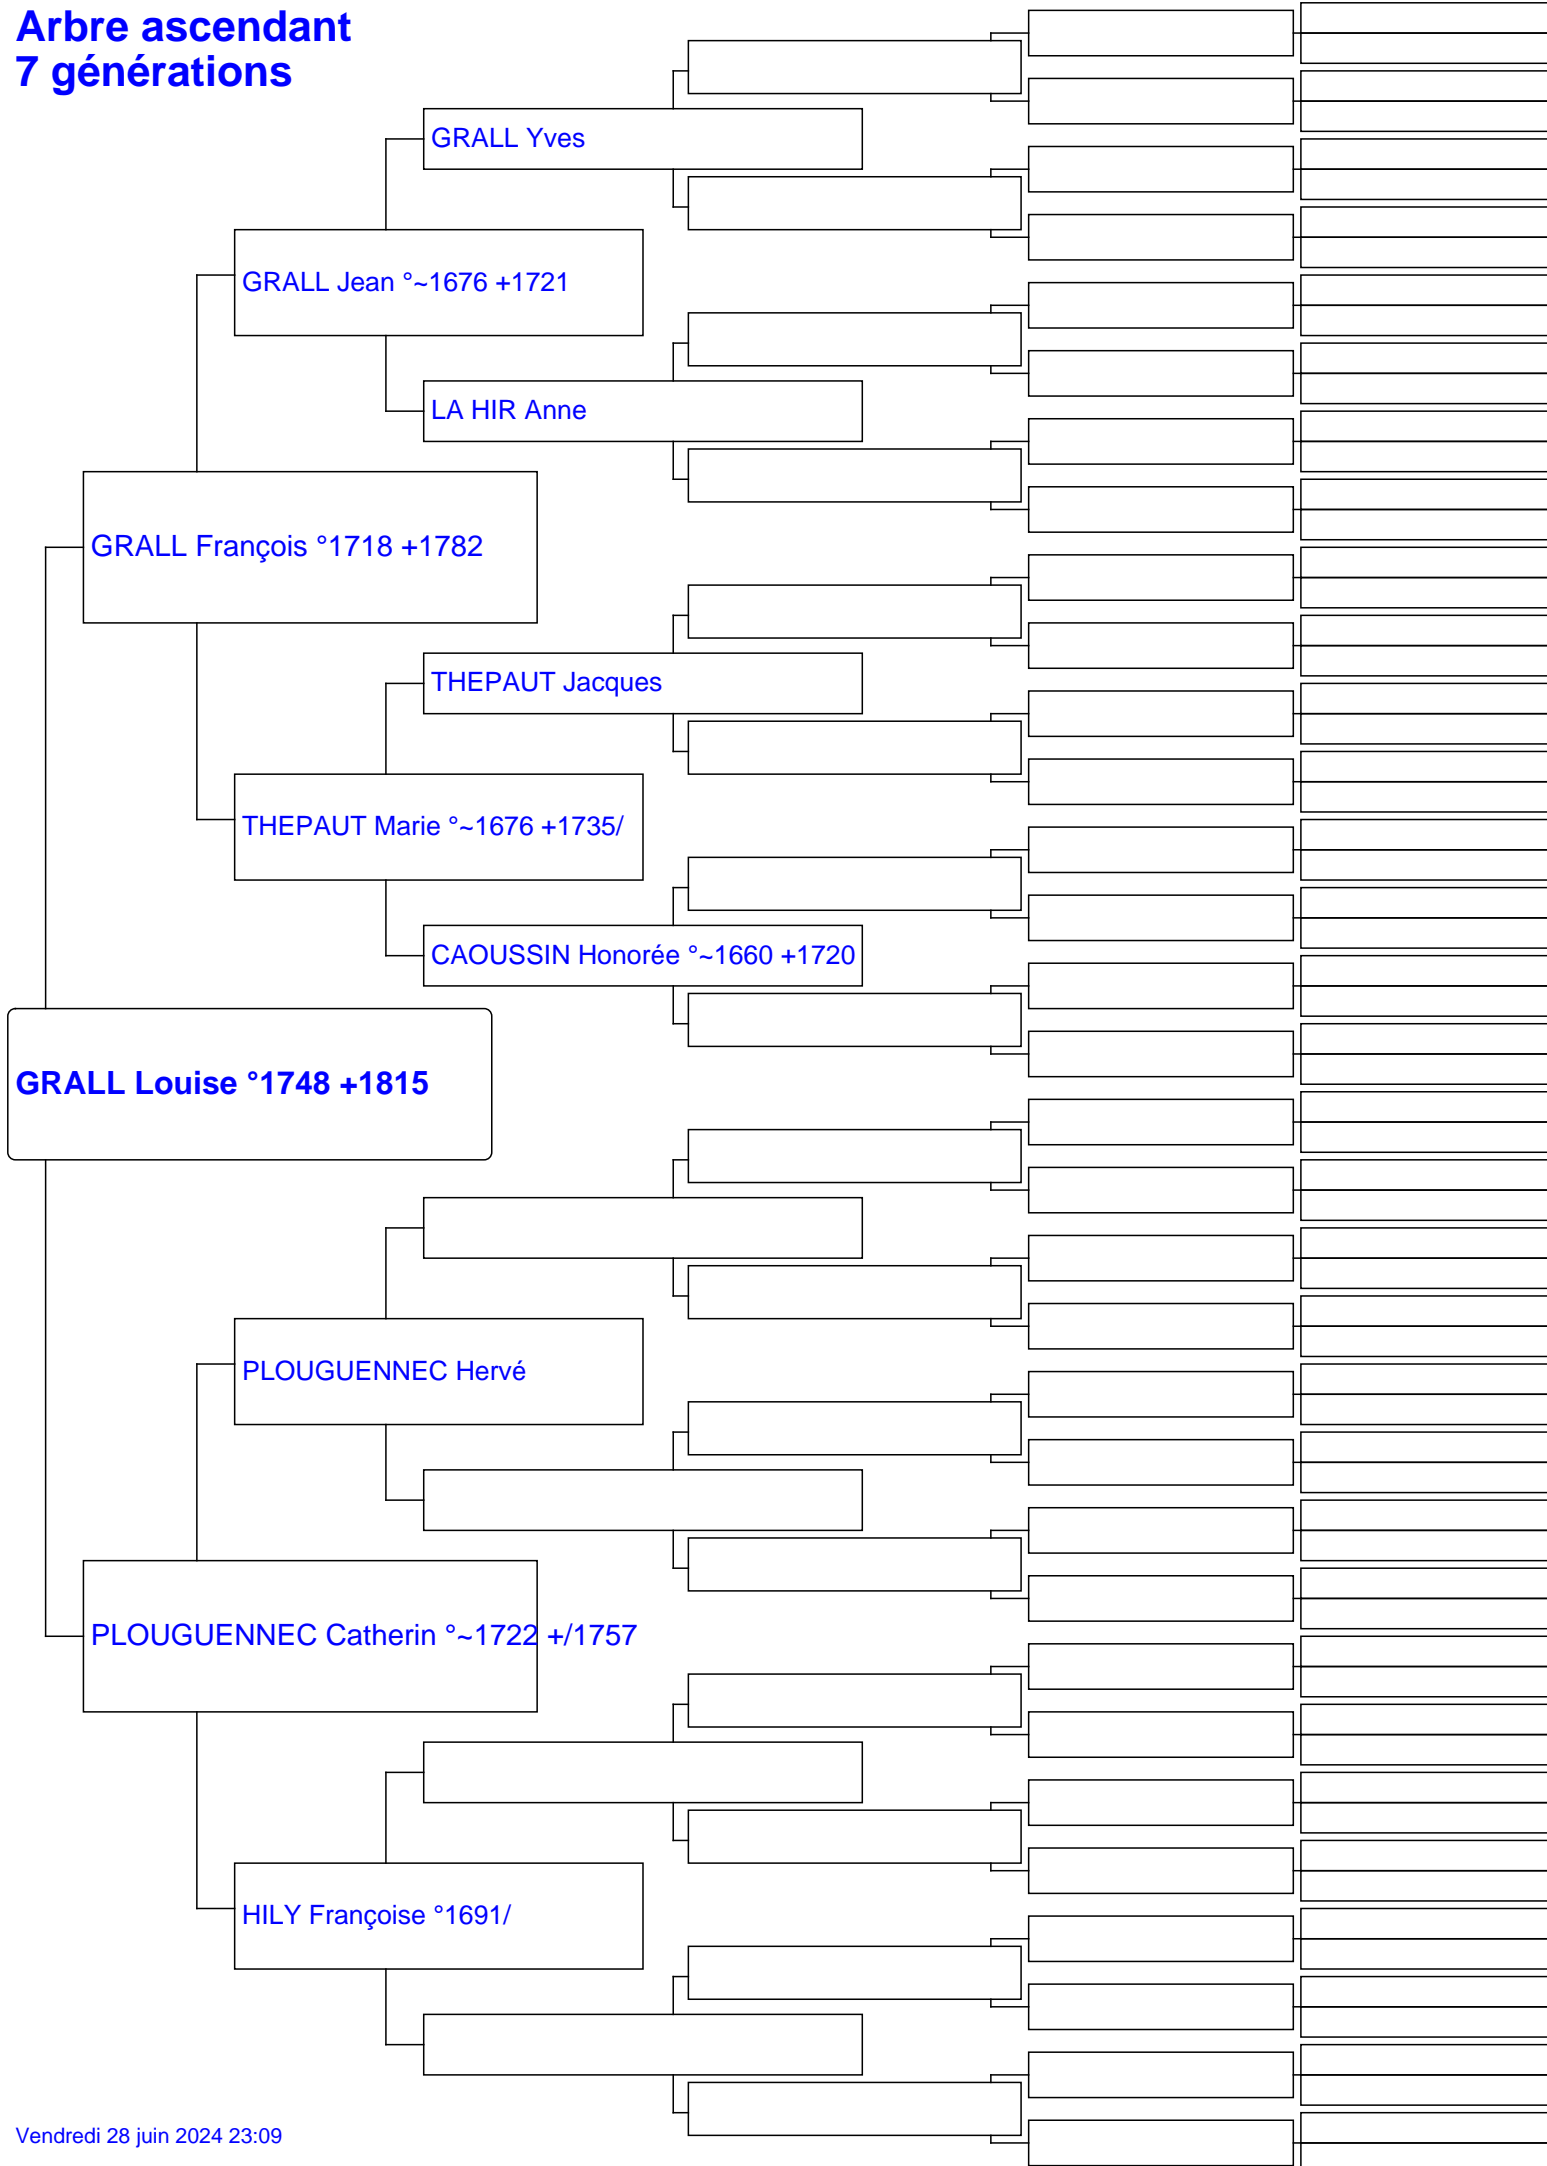 Arbre ascendant
7 générations
GRALL Yves
GRALL Jean °~1676 +1721
LA HIR Anne
GRALL François °1718 +1782
THEPAUT Jacques
THEPAUT Marie °~1676 +1735/
CAOUSSIN Honorée °~1660 +1720
GRALL Louise °1748 +1815
PLOUGUENNEC Hervé
PLOUGUENNEC Catherin °~1722 +/1757
HILY Françoise °1691/
Vendredi 28 juin 2024 23:09